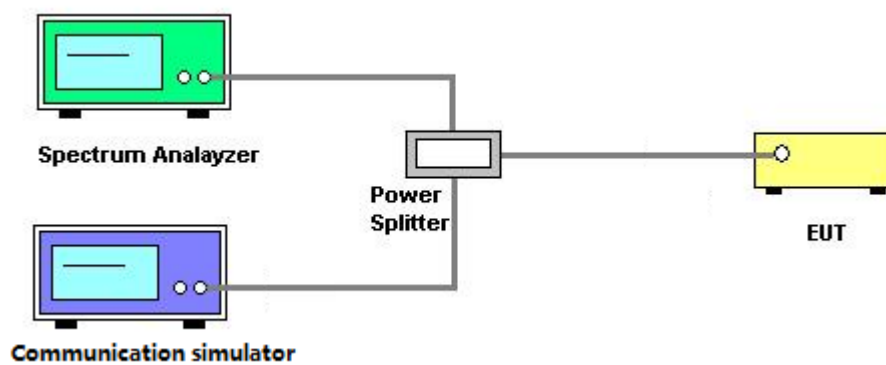 Spectrum Analayzer
Power
Splitter
EUT
Communication simulator